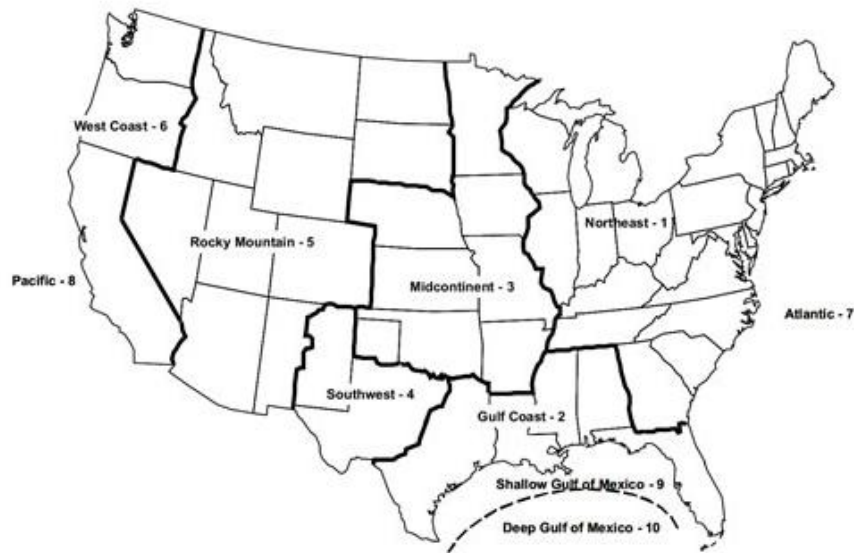 West Coast - 6
Northeast - 1
Rocky Mountain - 5
Pacific - 8
Midcontinent - 3
Atlantic - 7
Southwest - 4
Gulf Coast - 2
Shallow Gulf of Mexico - 9
Deep Gulf of Mexico - 10